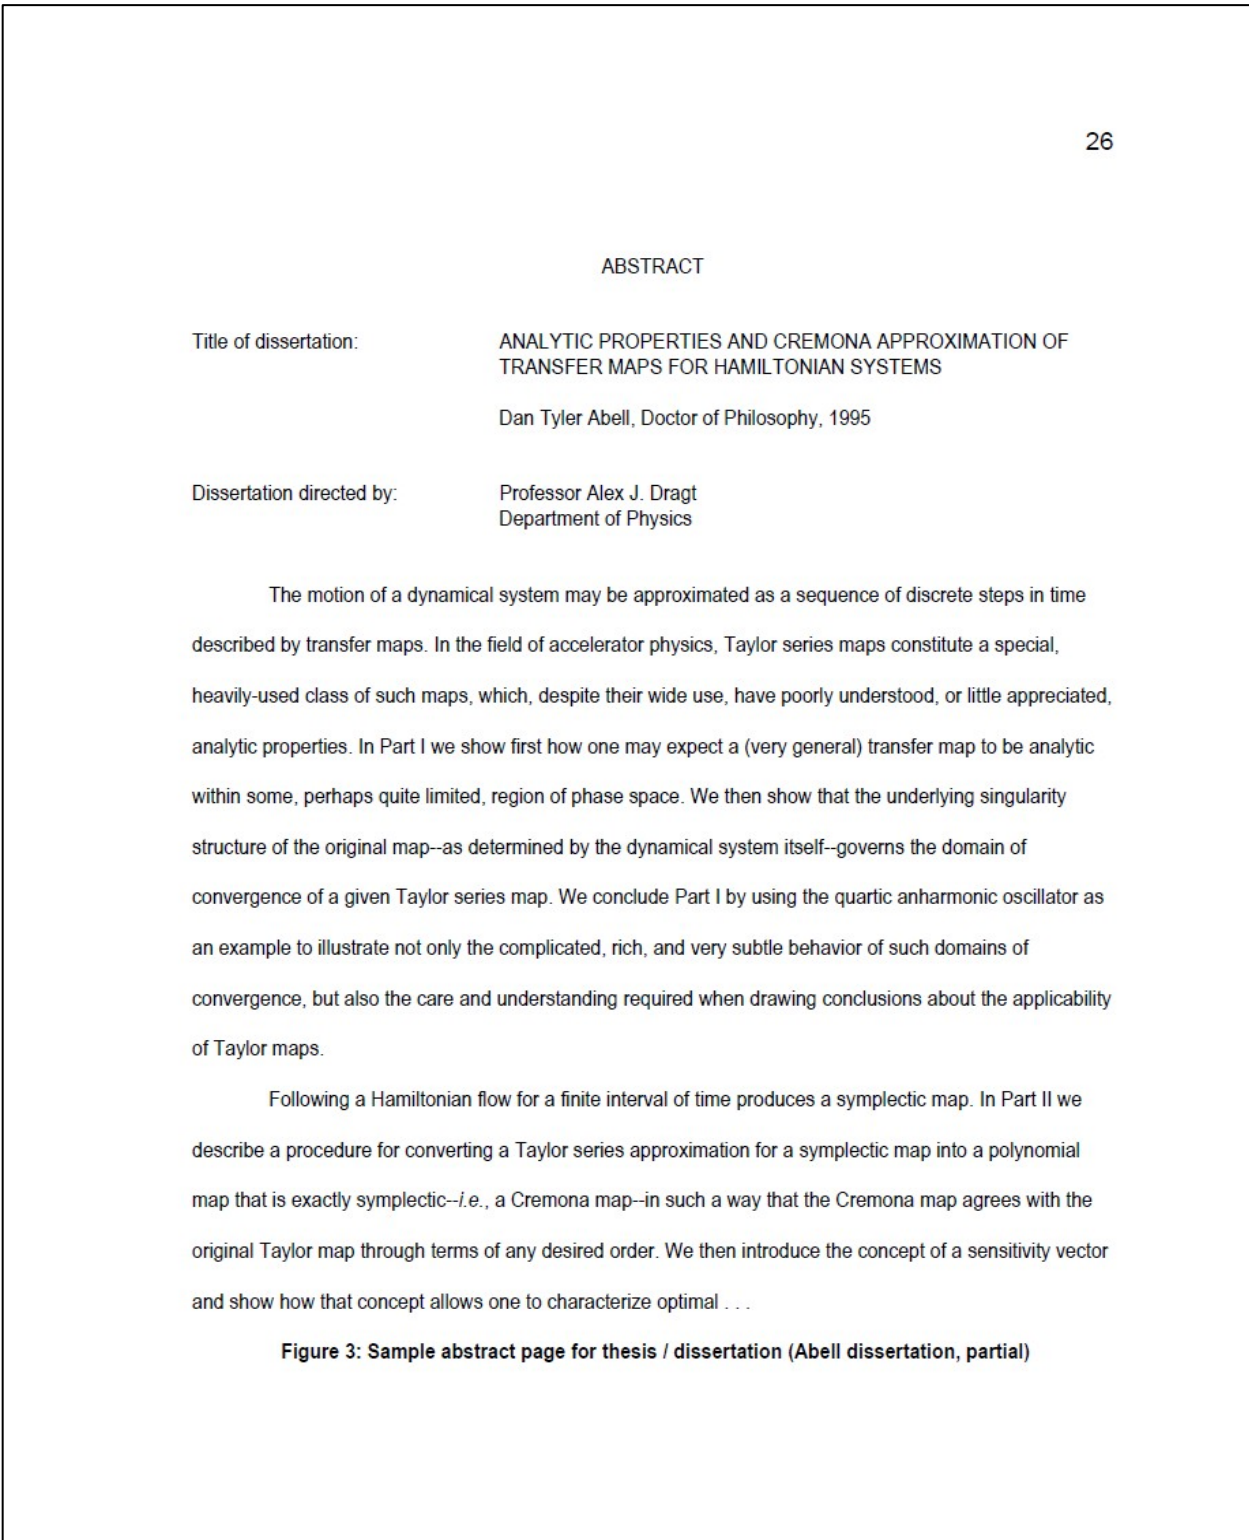 26
ABSTRACT
Title of dissertation: ANALYTIC PROPERTIES AND CREMONA APPROXIMATION OF
TRANSFER MAPS FOR HAMILTONIAN SYSTEMS
Dan Tyler Abell, Doctor of Philosophy, 1995
Dissertation directed by: Professor Alex J. Dragt
Department of Physics
The motion of a dynamical system may be approximated as a sequence of discrete steps in time
described by transfer maps. In the field of accelerator physics, Taylor series maps constitute a special,
heavily-used class of such maps, which, despite their wide use, have poorly understood, or little appreciated,
analytic properties. In Part I we show first how one may expect a (very general) transfer map to be analytic
within some, perhaps quite limited, region of phase space. We then show that the underlying singularity
structure of the original map--as determined by the dynamical system itself--governs the domain of
convergence of a given Taylor series map. We conclude Part I by using the quartic anharmonic oscillator as
an example to illustrate not only the complicated, rich, and very subtle behavior of such domains of
convergence, but also the care and understanding required when drawing conclusions about the applicability
of Taylor maps.
Following a Hamiltonian flow for a finite interval of time produces a symplectic map. In Part II we
describe a procedure for converting a Taylor series approximation for a symplectic map into a polynomial
map that is exactly symplectic--i.e., a Cremona map--in such a way that the Cremona map agrees with the
original Taylor map through terms of any desired order. We then introduce the concept of a sensitivity vector
and show how that concept allows one to characterize optimal . . .
Figure 3: Sample abstract page for thesis / dissertation (Abell dissertation, partial)